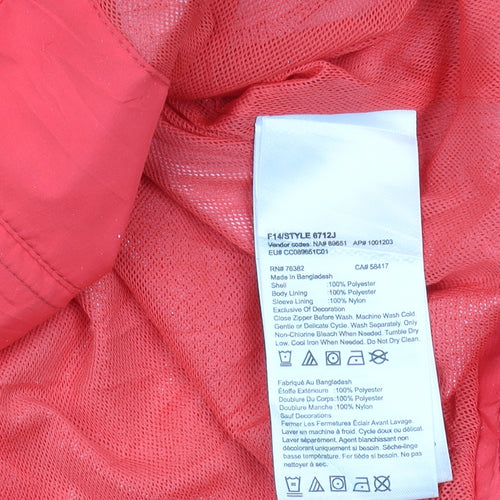 F14/STYLE 6712J
Vendor codes: NA# 89651 AP# 1001203
EU# CC089651C01
RN# 76382 CA# 58417
Made in Bangladesh
Shell :100% Polyester
Body Lining :100% Polyester
Sleeve Lining :100% Nylon
Exclusive Of Decoration
Close Zipper Before Wash. Machine Wash Cold
Gentle or Delicate Cycle. Wash Separately. Only
Non-Chlorine Bleach When Needed. Tumble Dry
Low. Cool Iron When Needed. Do Not Dry Clean.
Fabriqué Au Bangladesh
Étoffe Extérieure :100% Polyester
Doublure Du Corps :100% Polyester
Doublure Manche :100% Nylon
Sauf Decorations
Fermer Les Fermetures Éclair Avant Lavage
Laver en machine à froid. Cycle doux ou délicat.
Laver séparément. Agent blanchissant non
décolorant uniquement si besoin. Sèche-linge
basse température. Fer tiède si besoin. Ne pas
nettoyer à sec.